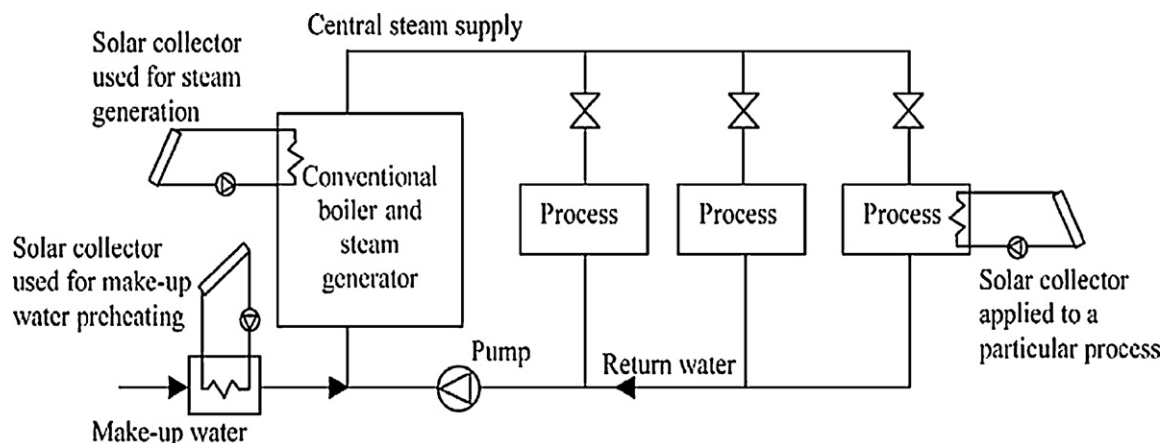 Central steam supply
Solar collector
used for steam
generation
Conventional
boiler and
steam
generator
Process
Process
Process
Solar collector
used for make-up
water preheating
Solar collector
applied to a
particular process
Pump
Return water
Make-up water